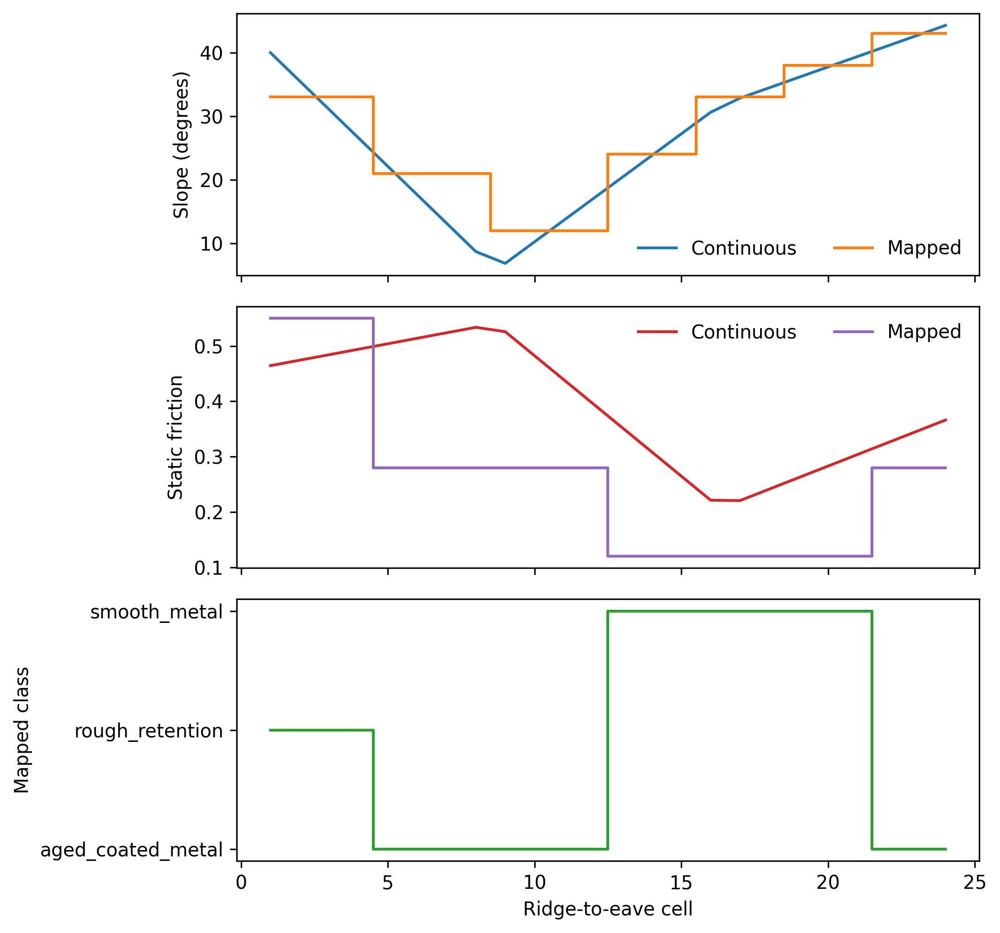 40
30
20
10
Slope (degrees)
Continuous
Mapped
0.5
0.4
0.3
0.2
0.1
Static friction
Continuous
Mapped
smooth_metal
rough_retention
aged_coated_metal
Mapped class
0 5 10 15 20 25
Ridge-to-eave cell